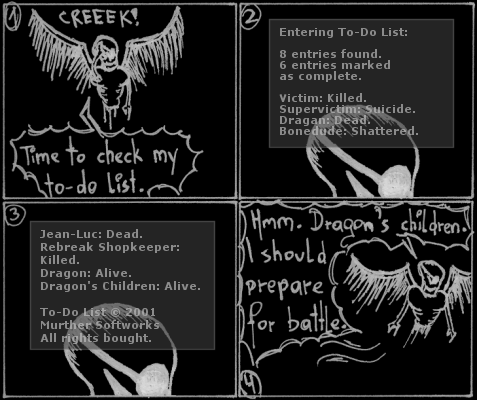 1
CREEEK!
Time to check my
to-do list.
2
Entering To-Do List:
8 entries found.
6 entries marked
as complete.
Victim: Killed.
Supervictim: Suicide.
Dragan: Dead.
Bonedude: Shattered.
3
Jean-Luc: Dead.
Rebreak Shopkeeper:
Killed.
Dragon: Alive.
Dragon's Children: Alive.
To-Do List © 2001
Murther Softworks
All rights bought.
4
Hmm. Dragon's children.
I should
prepare
for battle.